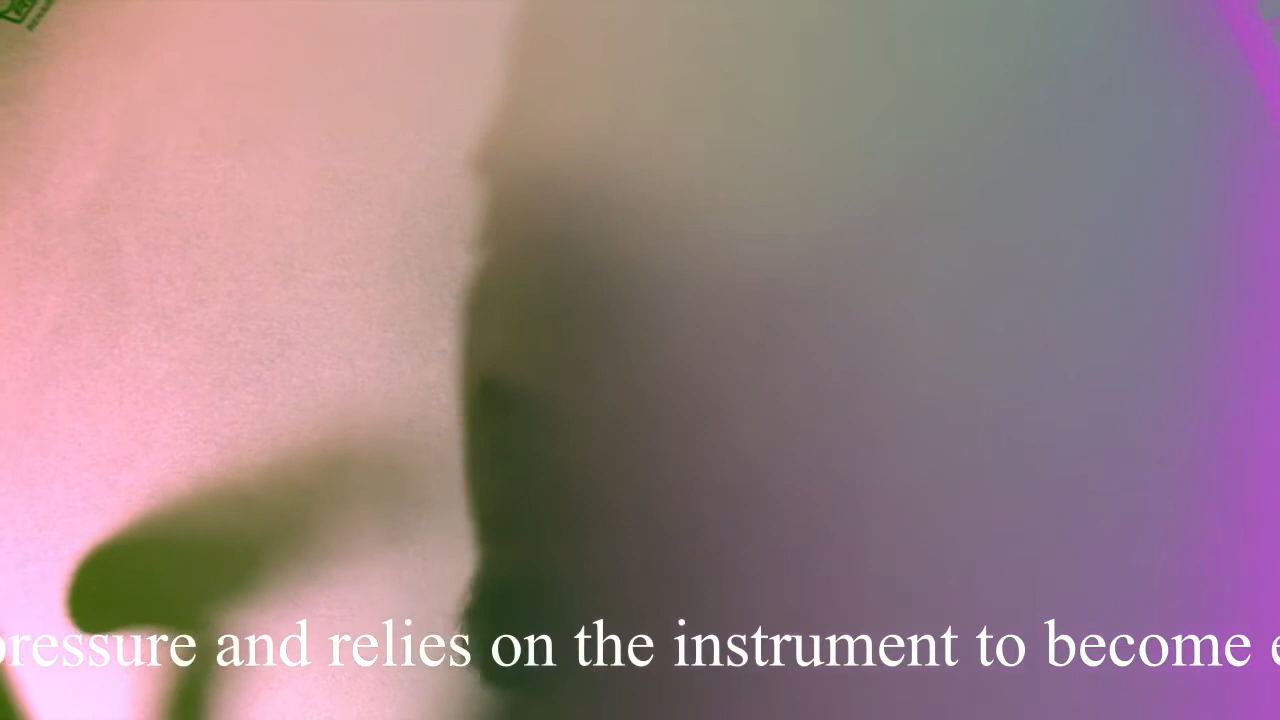 pressure and relies on the instrument to become